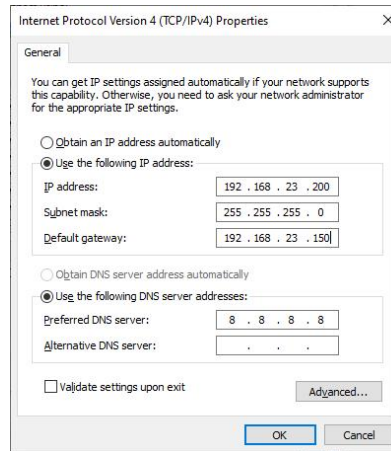 Internet Protocol Version 4 (TCP/IPv4) Properties
General
You can get IP settings assigned automatically if your network supports
this capability. Otherwise, you need to ask your network administrator
for the appropriate IP settings.
Obtain an IP address automatically
Use the following IP address:
IP address: 192 . 168 . 23 . 200
Subnet mask: 255 . 255 . 255 . 0
Default gateway: 192 . 168 . 23 . 150
Obtain DNS server address automatically
Use the following DNS server addresses:
Preferred DNS server: 8 . 8 . 8 . 8
Alternative DNS server: . . .
Validate settings upon exit
Advanced...
OK Cancel